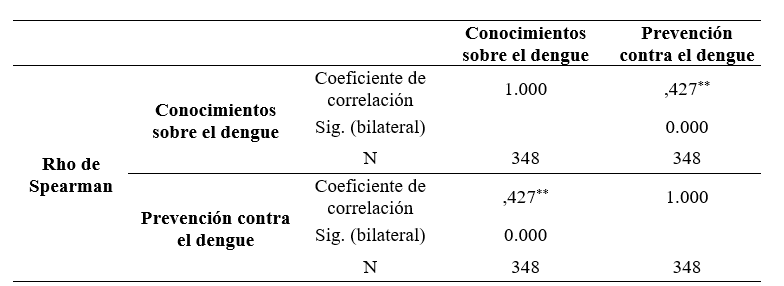 Conocimientos sobre el dengue
Prevención contra el dengue
Rho de Spearman
Conocimientos sobre el dengue
Coeficiente de correlación
1.000
,427**
Sig. (bilateral)
0.000
N
348
348
Prevención contra el dengue
Coeficiente de correlación
,427**
1.000
Sig. (bilateral)
0.000
N
348
348